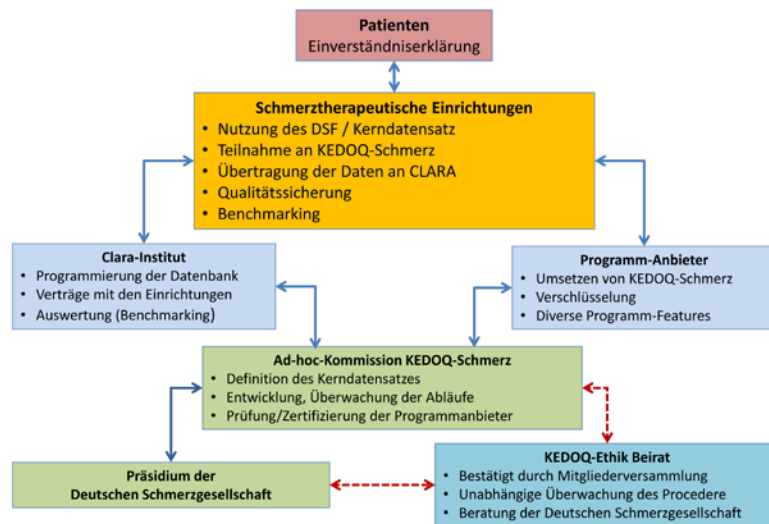 Patienten
Einverständniserklärung
Schmerztherapeutische Einrichtungen
• Nutzung des DSF / Kerndatensatz
• Teilnahme an KEDOQ-Schmerz
• Übertragung der Daten an CLARA
• Qualitätssicherung
• Benchmarking
Clara-Institut
• Programmierung der Datenbank
• Verträge mit den Einrichtungen
• Auswertung (Benchmarking)
Programm-Anbieter
• Umsetzen von KEDOQ-Schmerz
• Verschlüsselung
• Diverse Programm-Features
Ad-hoc-Kommission KEDOQ-Schmerz
• Definition des Kerndatensatzes
• Entwicklung, Überwachung der Abläufe
• Prüfung/Zertifizierung der Programmanbieter
Präsidium der
Deutschen Schmerzgesellschaft
KEDOQ-Ethik Beirat
• Bestätigt durch Mitgliederversammlung
• Unabhängige Überwachung des Procedere
• Beratung der Deutschen Schmerzgesellschaft